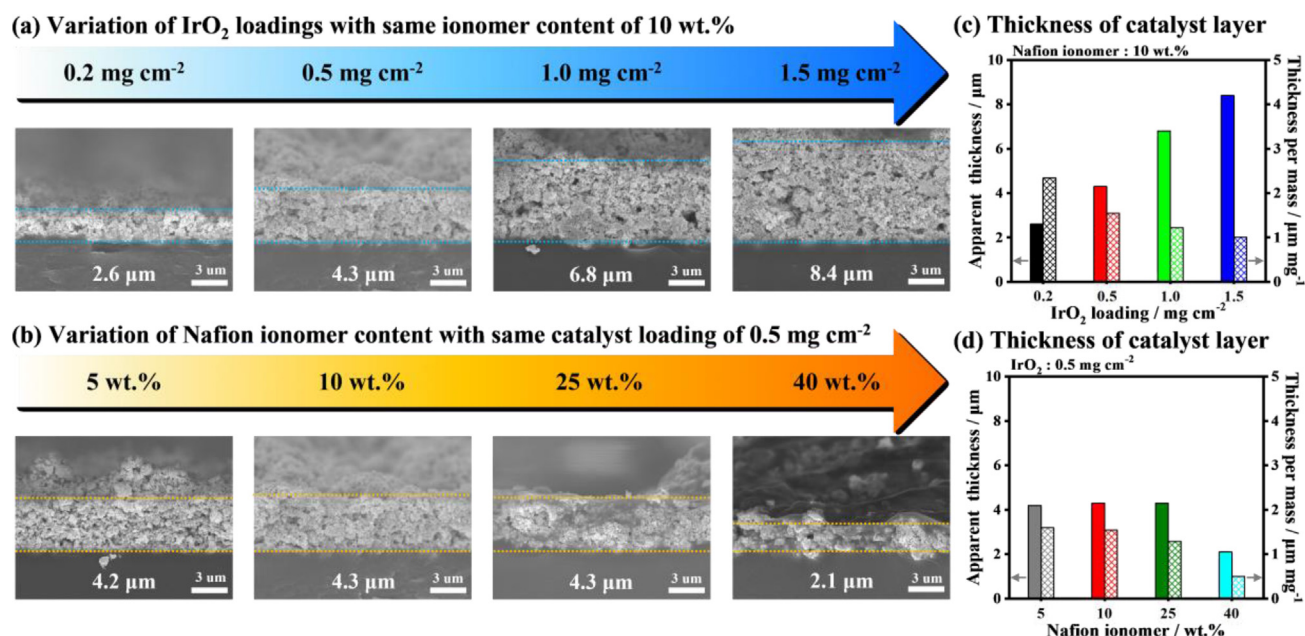 (a) Variation of IrO₂ loadings with same ionomer content of 10 wt.%
0.2 mg cm⁻² 0.5 mg cm⁻² 1.0 mg cm⁻² 1.5 mg cm⁻²
2.6 µm 3 um 4.3 µm 3 um 6.8 µm 3 um 8.4 µm 3 um
(b) Variation of Nafion ionomer content with same catalyst loading of 0.5 mg cm⁻²
5 wt.% 10 wt.% 25 wt.% 40 wt.%
4.2 µm 3 um 4.3 µm 3 um 4.3 µm 3 um 2.1 µm 3 um
(c) Thickness of catalyst layer
Nafion ionomer : 10 wt.%
Apparent thickness / µm
10
8
6
4
2
0
Thickness per mass / µm mg⁻¹
5
4
3
2
1
0
0.2 0.5 1.0 1.5
IrO₂ loading / mg cm⁻²
(d) Thickness of catalyst layer
IrO₂ : 0.5 mg cm⁻²
Apparent thickness / µm
10
8
6
4
2
0
Thickness per mass / µm mg⁻¹
5
4
3
2
1
0
5 10 25 40
Nafion ionomer / wt.%